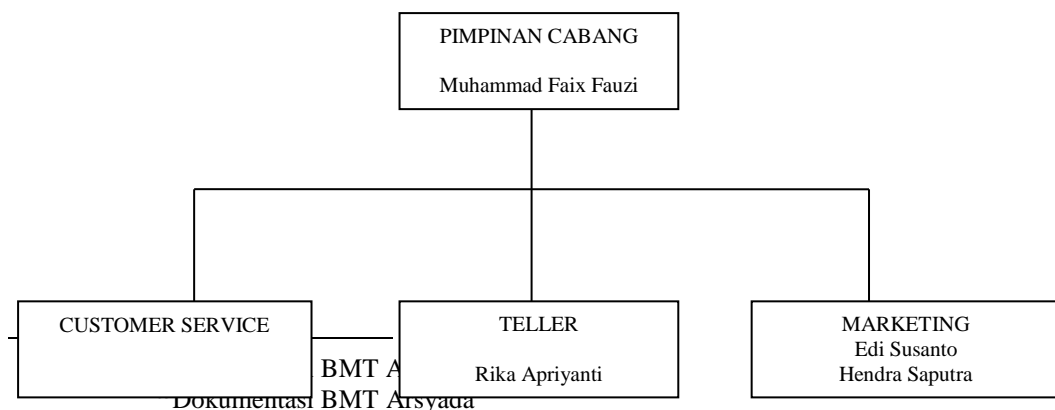 PIMPINAN CABANG
Muhammad Faix Fauzi
CUSTOMER SERVICE
TELLER
Rika Apriyanti
MARKETING
Edi Susanto
Hendra Saputra
BMT
Dokumentasi BMT Arsyada